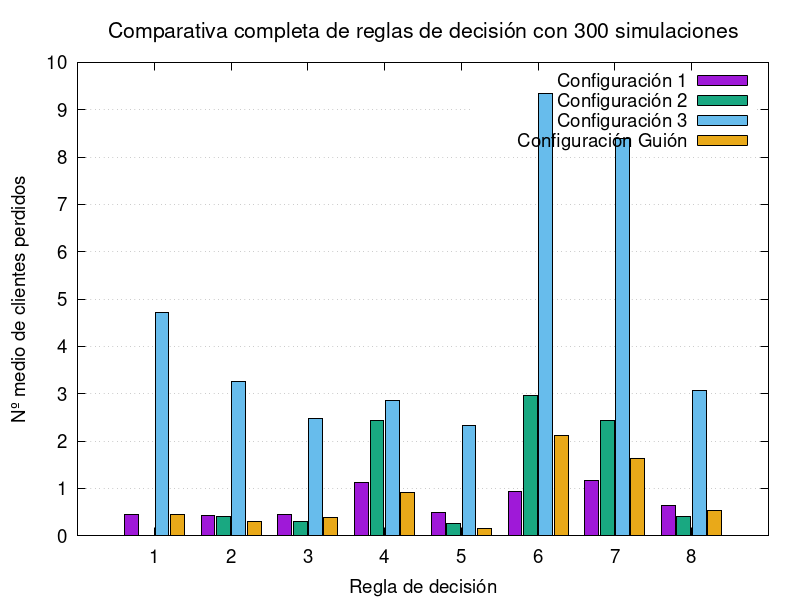 Comparativa completa de reglas de decisión con 300 simulaciones
Nº medio de clientes perdidos
10
9
8
7
6
5
4
3
2
1
0
Configuración 1
Configuración 2
Configuración 3
Configuración Guión
1 2 3 4 5 6 7 8
Regla de decisión